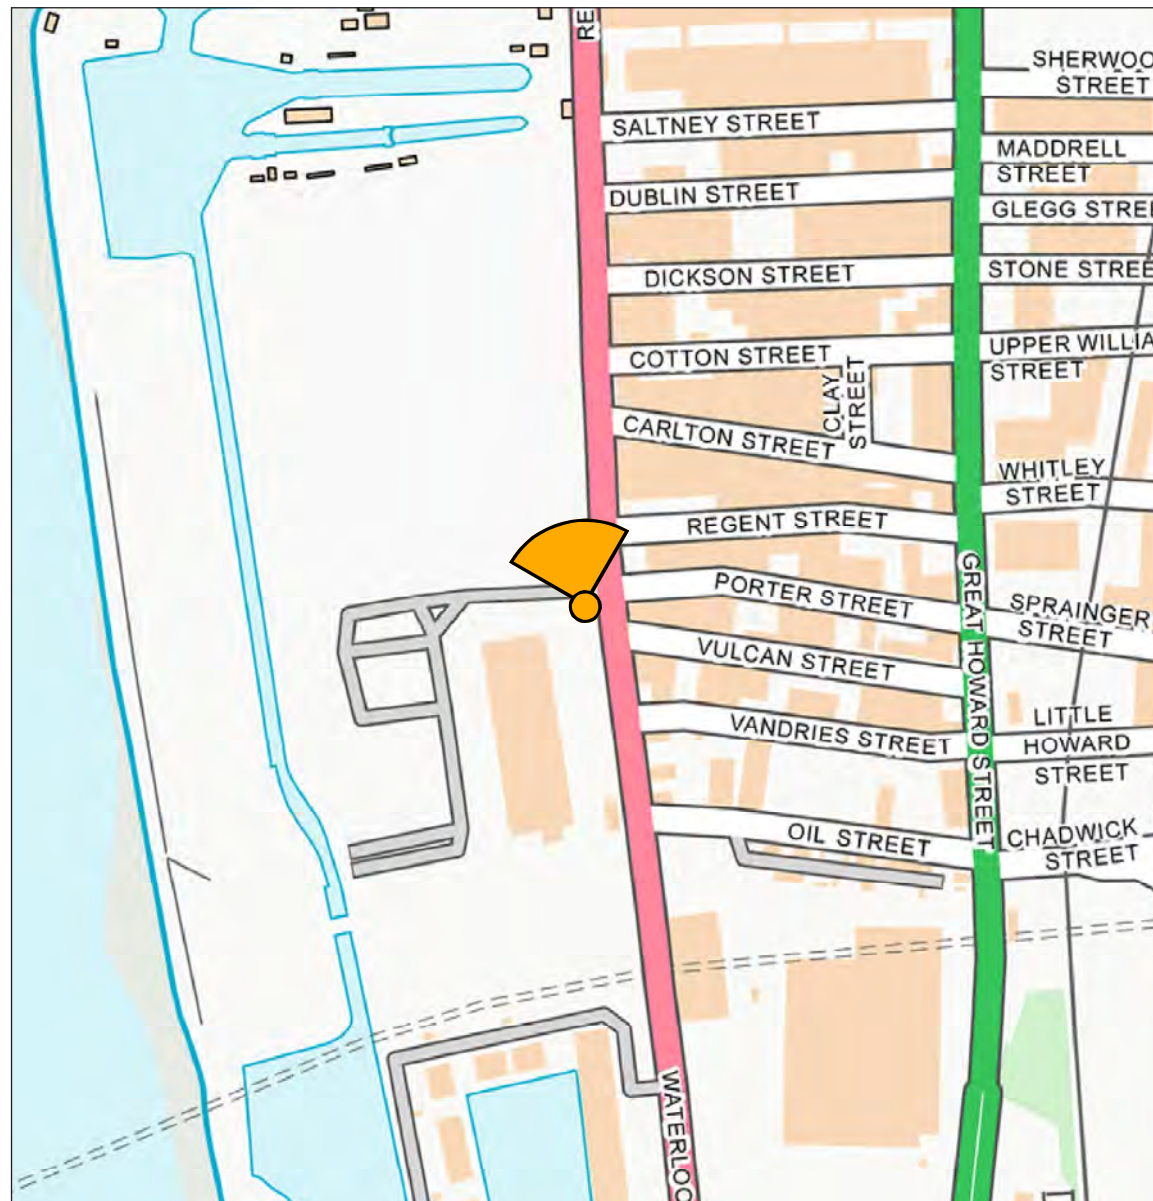 RE
SHERWOO
STREET
SALTNEY STREET
MADDRELL
STREET
DUBLIN STREET
GLEGG STREE
DICKSON STREET
STONE STREE
COTTON STREET
UPPER WILLIA
STREET
CLAY
STREET
CARLTON STREET
WHITLEY
STREET
REGENT STREET
PORTER STREET
GREAT HOWARD STREET
SPRAINGER
STREET
VULCAN STREET
VANDRIES STREET
LITTLE
HOWARD
STREET
OIL STREET
CHADWICK
STREET
WATERLOO